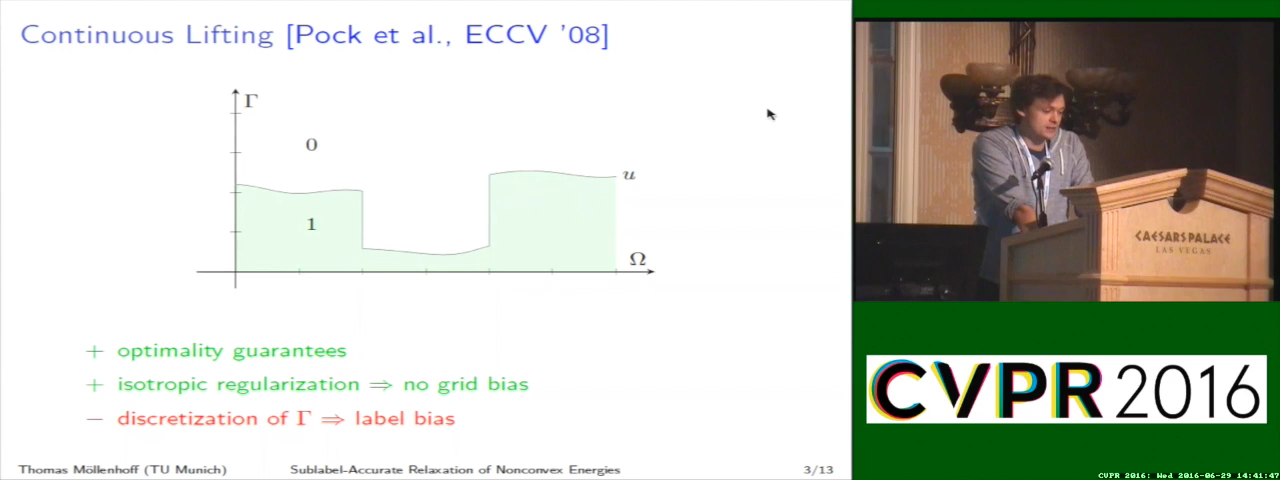 Continuous Lifting [Pock et al., ECCV '08]
Γ
0
u
1
Ω
+ optimality guarantees
+ isotropic regularization ⇒ no grid bias
− discretization of Γ ⇒ label bias
Thomas Möllenhoff (TU Munich) Sublabel-Accurate Relaxation of Nonconvex Energies 3/13
CAESARS PALACE
LAS VEGAS
CVPR 2016
CVPR 2016: Wed 2016-06-29 14:41:47